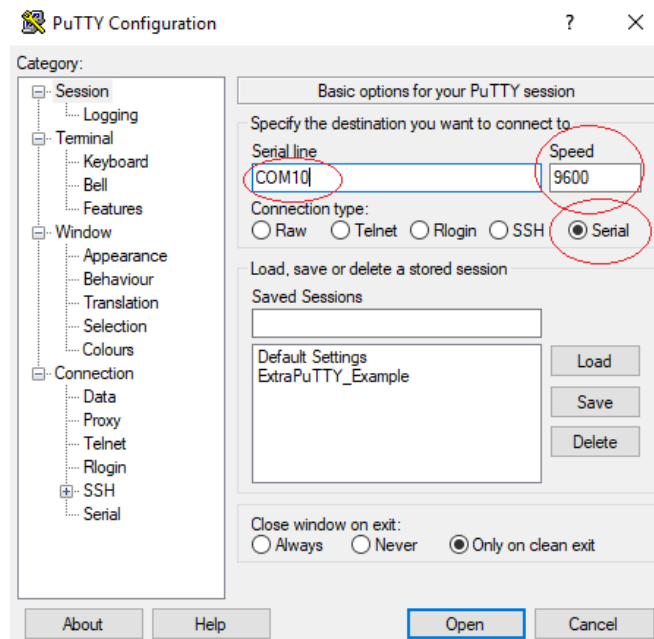 PuTTY Configuration
Category:
Session
Logging
Terminal
Keyboard
Bell
Features
Window
Appearance
Behaviour
Translation
Selection
Colours
Connection
Data
Proxy
Telnet
Rlogin
SSH
Serial
Basic options for your PuTTY session
Specify the destination you want to connect to
Serial line Speed
COM10 9600
Connection type:
Raw Telnet Rlogin SSH Serial
Load, save or delete a stored session
Saved Sessions
Default Settings
ExtraPuTTY_Example
Load
Save
Delete
Close window on exit:
Always Never Only on clean exit
About Help Open Cancel